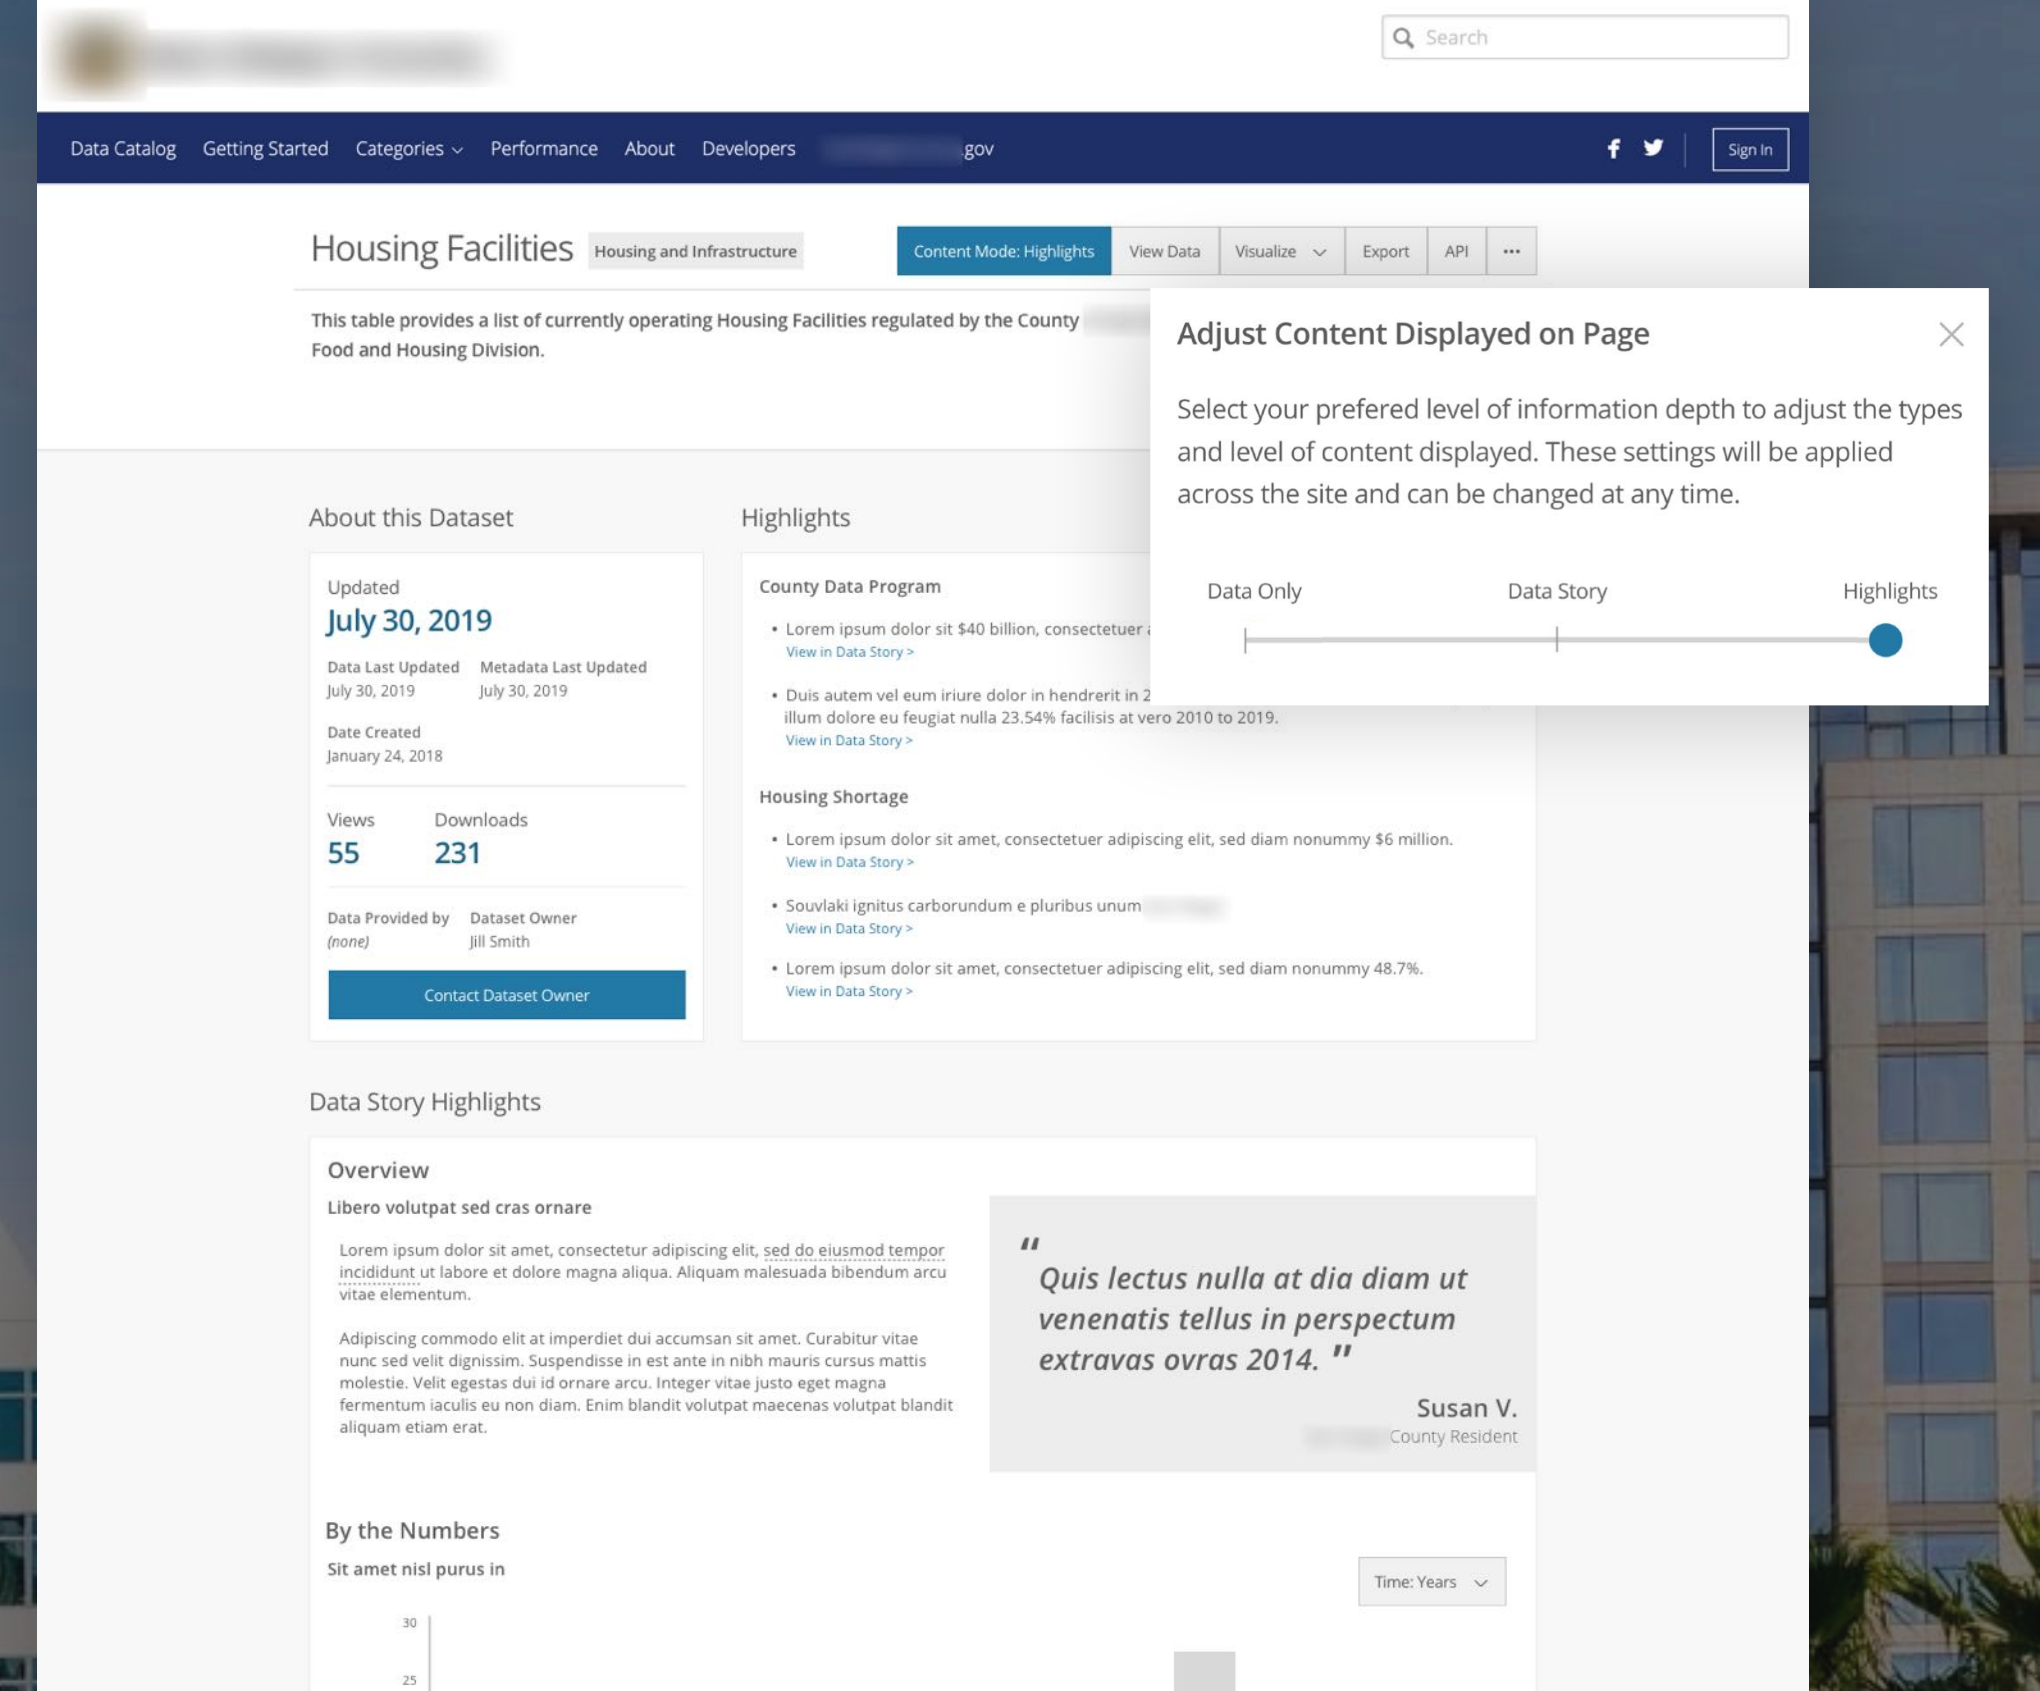 Search
Data Catalog Getting Started Categories Performance About Developers .gov Sign In
Housing Facilities Housing and Infrastructure
Content Mode: Highlights View Data Visualize Export API ...
This table provides a list of currently operating Housing Facilities regulated by the County
Food and Housing Division.
Adjust Content Displayed on Page
Select your prefered level of information depth to adjust the types
and level of content displayed. These settings will be applied
across the site and can be changed at any time.
Data Only Data Story Highlights
About this Dataset
Updated
July 30, 2019
Data Last Updated Metadata Last Updated
July 30, 2019 July 30, 2019
Date Created
January 24, 2018
Views Downloads
55 231
Data Provided by Dataset Owner
(none) Jill Smith
Contact Dataset Owner
Highlights
County Data Program
• Lorem ipsum dolor sit $40 billion, consectetuer
View in Data Story >
• Duis autem vel eum iriure dolor in hendrerit in 2
illum dolore eu feugiat nulla 23.54% facilisis at vero 2010 to 2019.
View in Data Story >
Housing Shortage
• Lorem ipsum dolor sit amet, consectetuer adipiscing elit, sed diam nonummy $6 million.
View in Data Story >
• Souvlaki ignitus carborundum e pluribus unum
View in Data Story >
• Lorem ipsum dolor sit amet, consectetuer adipiscing elit, sed diam nonummy 48.7%.
View in Data Story >
Data Story Highlights
Overview
Libero volutpat sed cras ornare
Lorem ipsum dolor sit amet, consectetur adipiscing elit, sed do eiusmod tempor
incididunt ut labore et dolore magna aliqua. Aliquam malesuada bibendum arcu
vitae elementum.
Adipiscing commodo elit at imperdiet dui accumsan sit amet. Curabitur vitae
nunc sed velit dignissim. Suspendisse in est ante in nibh mauris cursus mattis
molestie. Velit egestas dui id ornare arcu. Integer vitae justo eget magna
fermentum iaculis eu non diam. Enim blandit volutpat maecenas volutpat blandit
aliquam etiam erat.
“
Quis lectus nulla at dia diam ut
venenatis tellus in perspectum
extravas ovras 2014. ”
Susan V.
County Resident
By the Numbers
Sit amet nisl purus in
Time: Years
30
25